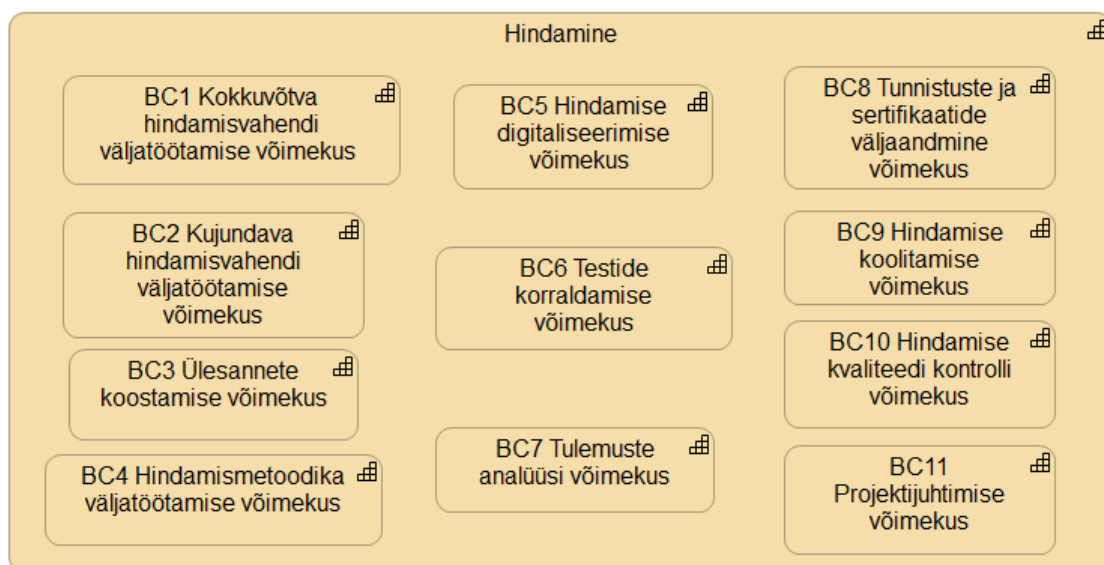 Hindamine
BC1 Kokkuvõtva
hindamisvahendi
väljatöötamise võimekus
BC2 Kujundava
hindamisvahendi
väljatöötamise
võimekus
BC3 Ülesannete
koostamise võimekus
BC4 Hindamismetoodika
väljatöötamise võimekus
BC5 Hindamise
digitaliseerimise
võimekus
BC6 Testide
korraldamise
võimekus
BC7 Tulemuste
analüüsi võimekus
BC8 Tunnistuste ja
sertifikaatide
väljaandmine
võimekus
BC9 Hindamise
koolitamise
võimekus
BC10 Hindamise
kvaliteedi kontrolli
võimekus
BC11
Projektijuhtimise
võimekus